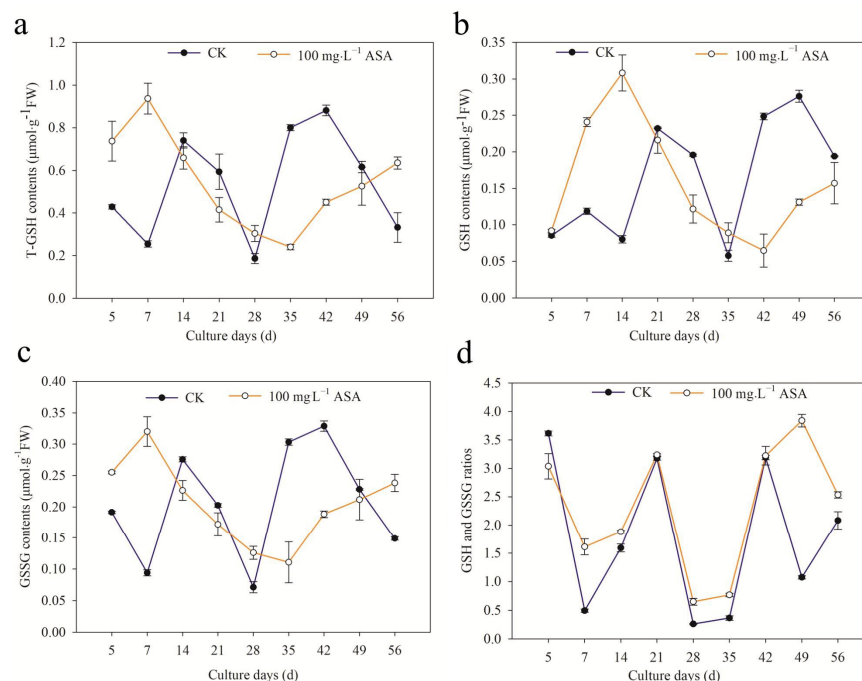 a
CK
100 mg·L⁻¹ ASA
T-GSH contents (μmol·g⁻¹FW)
1.2
1.0
0.8
0.6
0.4
0.2
0.0
5 7 14 21 28 35 42 49 56
Culture days (d)
b
CK
100 mg·L⁻¹ ASA
GSH contents (μmol·g⁻¹FW)
0.35
0.30
0.25
0.20
0.15
0.10
0.05
0.00
5 7 14 21 28 35 42 49 56
Culture days (d)
c
CK
100 mg·L⁻¹ ASA
GSSG contents (μmol·g⁻¹FW)
0.40
0.35
0.30
0.25
0.20
0.15
0.10
0.05
0.00
5 7 14 21 28 35 42 49 56
Culture days (d)
d
CK
100 mg·L⁻¹ ASA
GSH and GSSG ratios
4.5
4.0
3.5
3.0
2.5
2.0
1.5
1.0
0.5
0.0
5 7 14 21 28 35 42 49 56
Culture days (d)